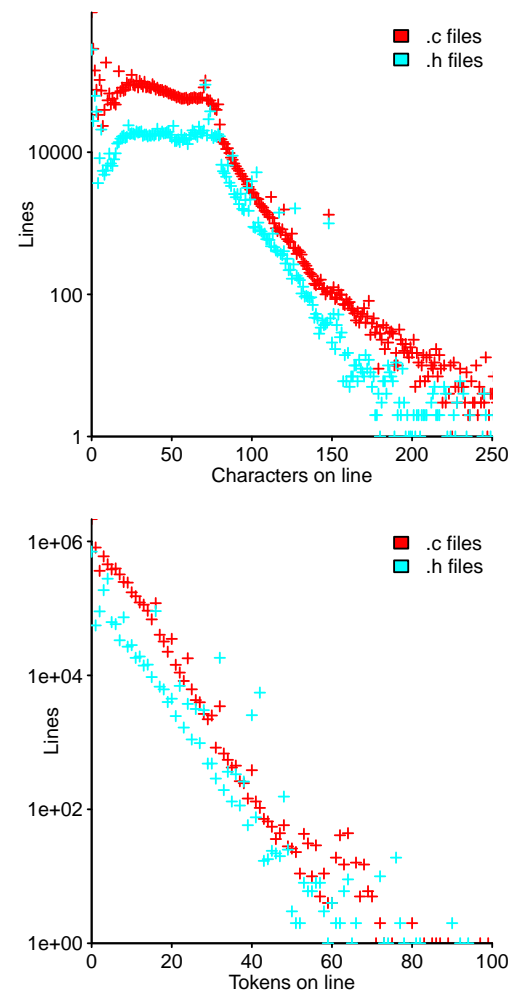 .c files
.h files
10000
Lines
100
1
0 50 100 150 200 250
Characters on line
1e+06
.c files
.h files
1e+04
Lines
1e+02
1e+00
0 20 40 60 80 100
Tokens on line